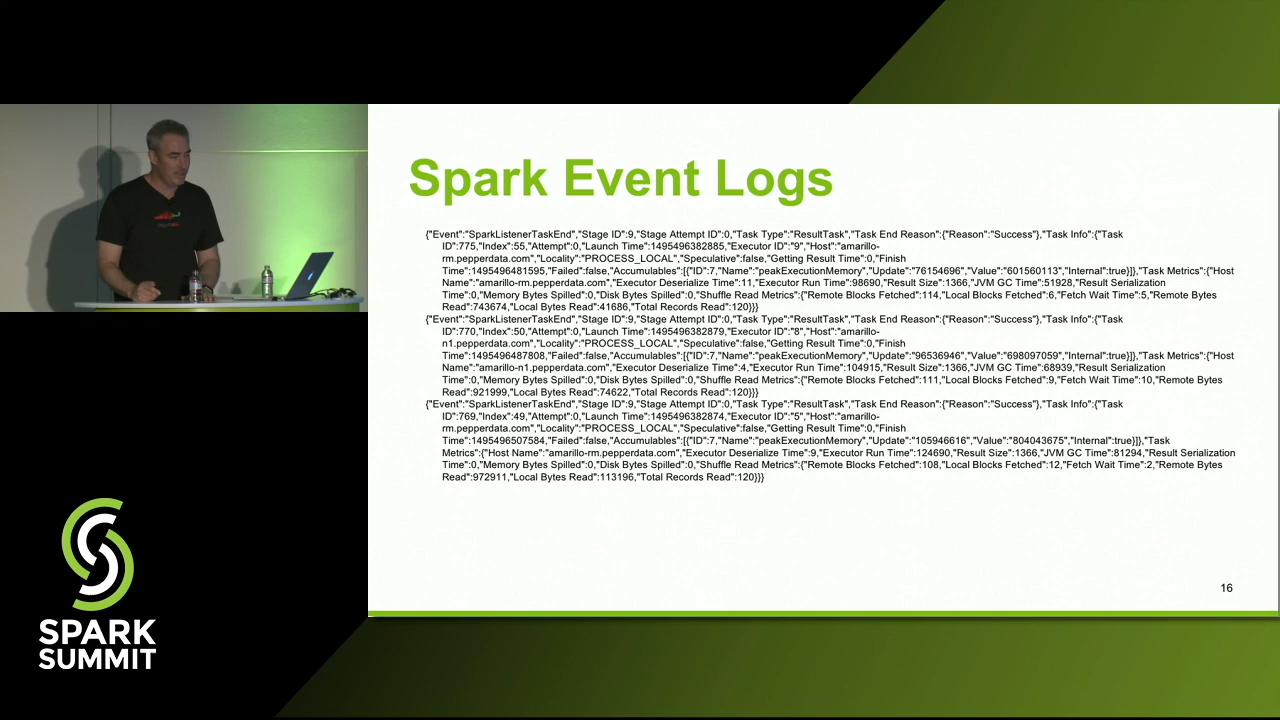 Spark Event Logs
{"Event":"SparkListenerTaskEnd","Stage ID":9,"Stage Attempt ID":0,"Task Type":"ResultTask","Task End Reason":{"Reason":"Success"},"Task Info":{"Task
ID":775,"Index":55,"Attempt":0,"Launch Time":1495496382885,"Executor ID":"9","Host":"amarillo-
rm.pepperdata.com","Locality":"PROCESS_LOCAL","Speculative":false,"Getting Result Time":0,"Finish
Time":1495496481595,"Failed":false,"Accumulables":[{"ID":7,"Name":"peakExecutionMemory","Update":"76154696","Value":"601560113","Internal":true}]},"Task Metrics":{"Host
Name":"amarillo-rm.pepperdata.com","Executor Deserialize Time":11,"Executor Run Time":98690,"Result Size":1366,"JVM GC Time":51928,"Result Serialization
Time":0,"Memory Bytes Spilled":0,"Disk Bytes Spilled":0,"Shuffle Read Metrics":{"Remote Blocks Fetched":114,"Local Blocks Fetched":6,"Fetch Wait Time":5,"Remote Bytes
Read":743674,"Local Bytes Read":41686,"Total Records Read":120}}}
{"Event":"SparkListenerTaskEnd","Stage ID":9,"Stage Attempt ID":0,"Task Type":"ResultTask","Task End Reason":{"Reason":"Success"},"Task Info":{"Task
ID":770,"Index":50,"Attempt":0,"Launch Time":1495496382879,"Executor ID":"8","Host":"amarillo-
n1.pepperdata.com","Locality":"PROCESS_LOCAL","Speculative":false,"Getting Result Time":0,"Finish
Time":1495496487808,"Failed":false,"Accumulables":[{"ID":7,"Name":"peakExecutionMemory","Update":"96536946","Value":"698097059","Internal":true}]},"Task Metrics":{"Host
Name":"amarillo-n1.pepperdata.com","Executor Deserialize Time":4,"Executor Run Time":104915,"Result Size":1366,"JVM GC Time":68939,"Result Serialization
Time":0,"Memory Bytes Spilled":0,"Disk Bytes Spilled":0,"Shuffle Read Metrics":{"Remote Blocks Fetched":111,"Local Blocks Fetched":9,"Fetch Wait Time":10,"Remote Bytes
Read":921999,"Local Bytes Read":74622,"Total Records Read":120}}}
{"Event":"SparkListenerTaskEnd","Stage ID":9,"Stage Attempt ID":0,"Task Type":"ResultTask","Task End Reason":{"Reason":"Success"},"Task Info":{"Task
ID":769,"Index":49,"Attempt":0,"Launch Time":1495496382874,"Executor ID":"5","Host":"amarillo-
rm.pepperdata.com","Locality":"PROCESS_LOCAL","Speculative":false,"Getting Result Time":0,"Finish
Time":1495496507584,"Failed":false,"Accumulables":[{"ID":7,"Name":"peakExecutionMemory","Update":"105946616","Value":"804043675","Internal":true}]},"Task
Metrics":{"Host Name":"amarillo-rm.pepperdata.com","Executor Deserialize Time":9,"Executor Run Time":124690,"Result Size":1366,"JVM GC Time":81294,"Result Serialization
Time":0,"Memory Bytes Spilled":0,"Disk Bytes Spilled":0,"Shuffle Read Metrics":{"Remote Blocks Fetched":108,"Local Blocks Fetched":12,"Fetch Wait Time":2,"Remote Bytes
Read":972911,"Local Bytes Read":113196,"Total Records Read":120}}}
16
SPARK
SUMMIT